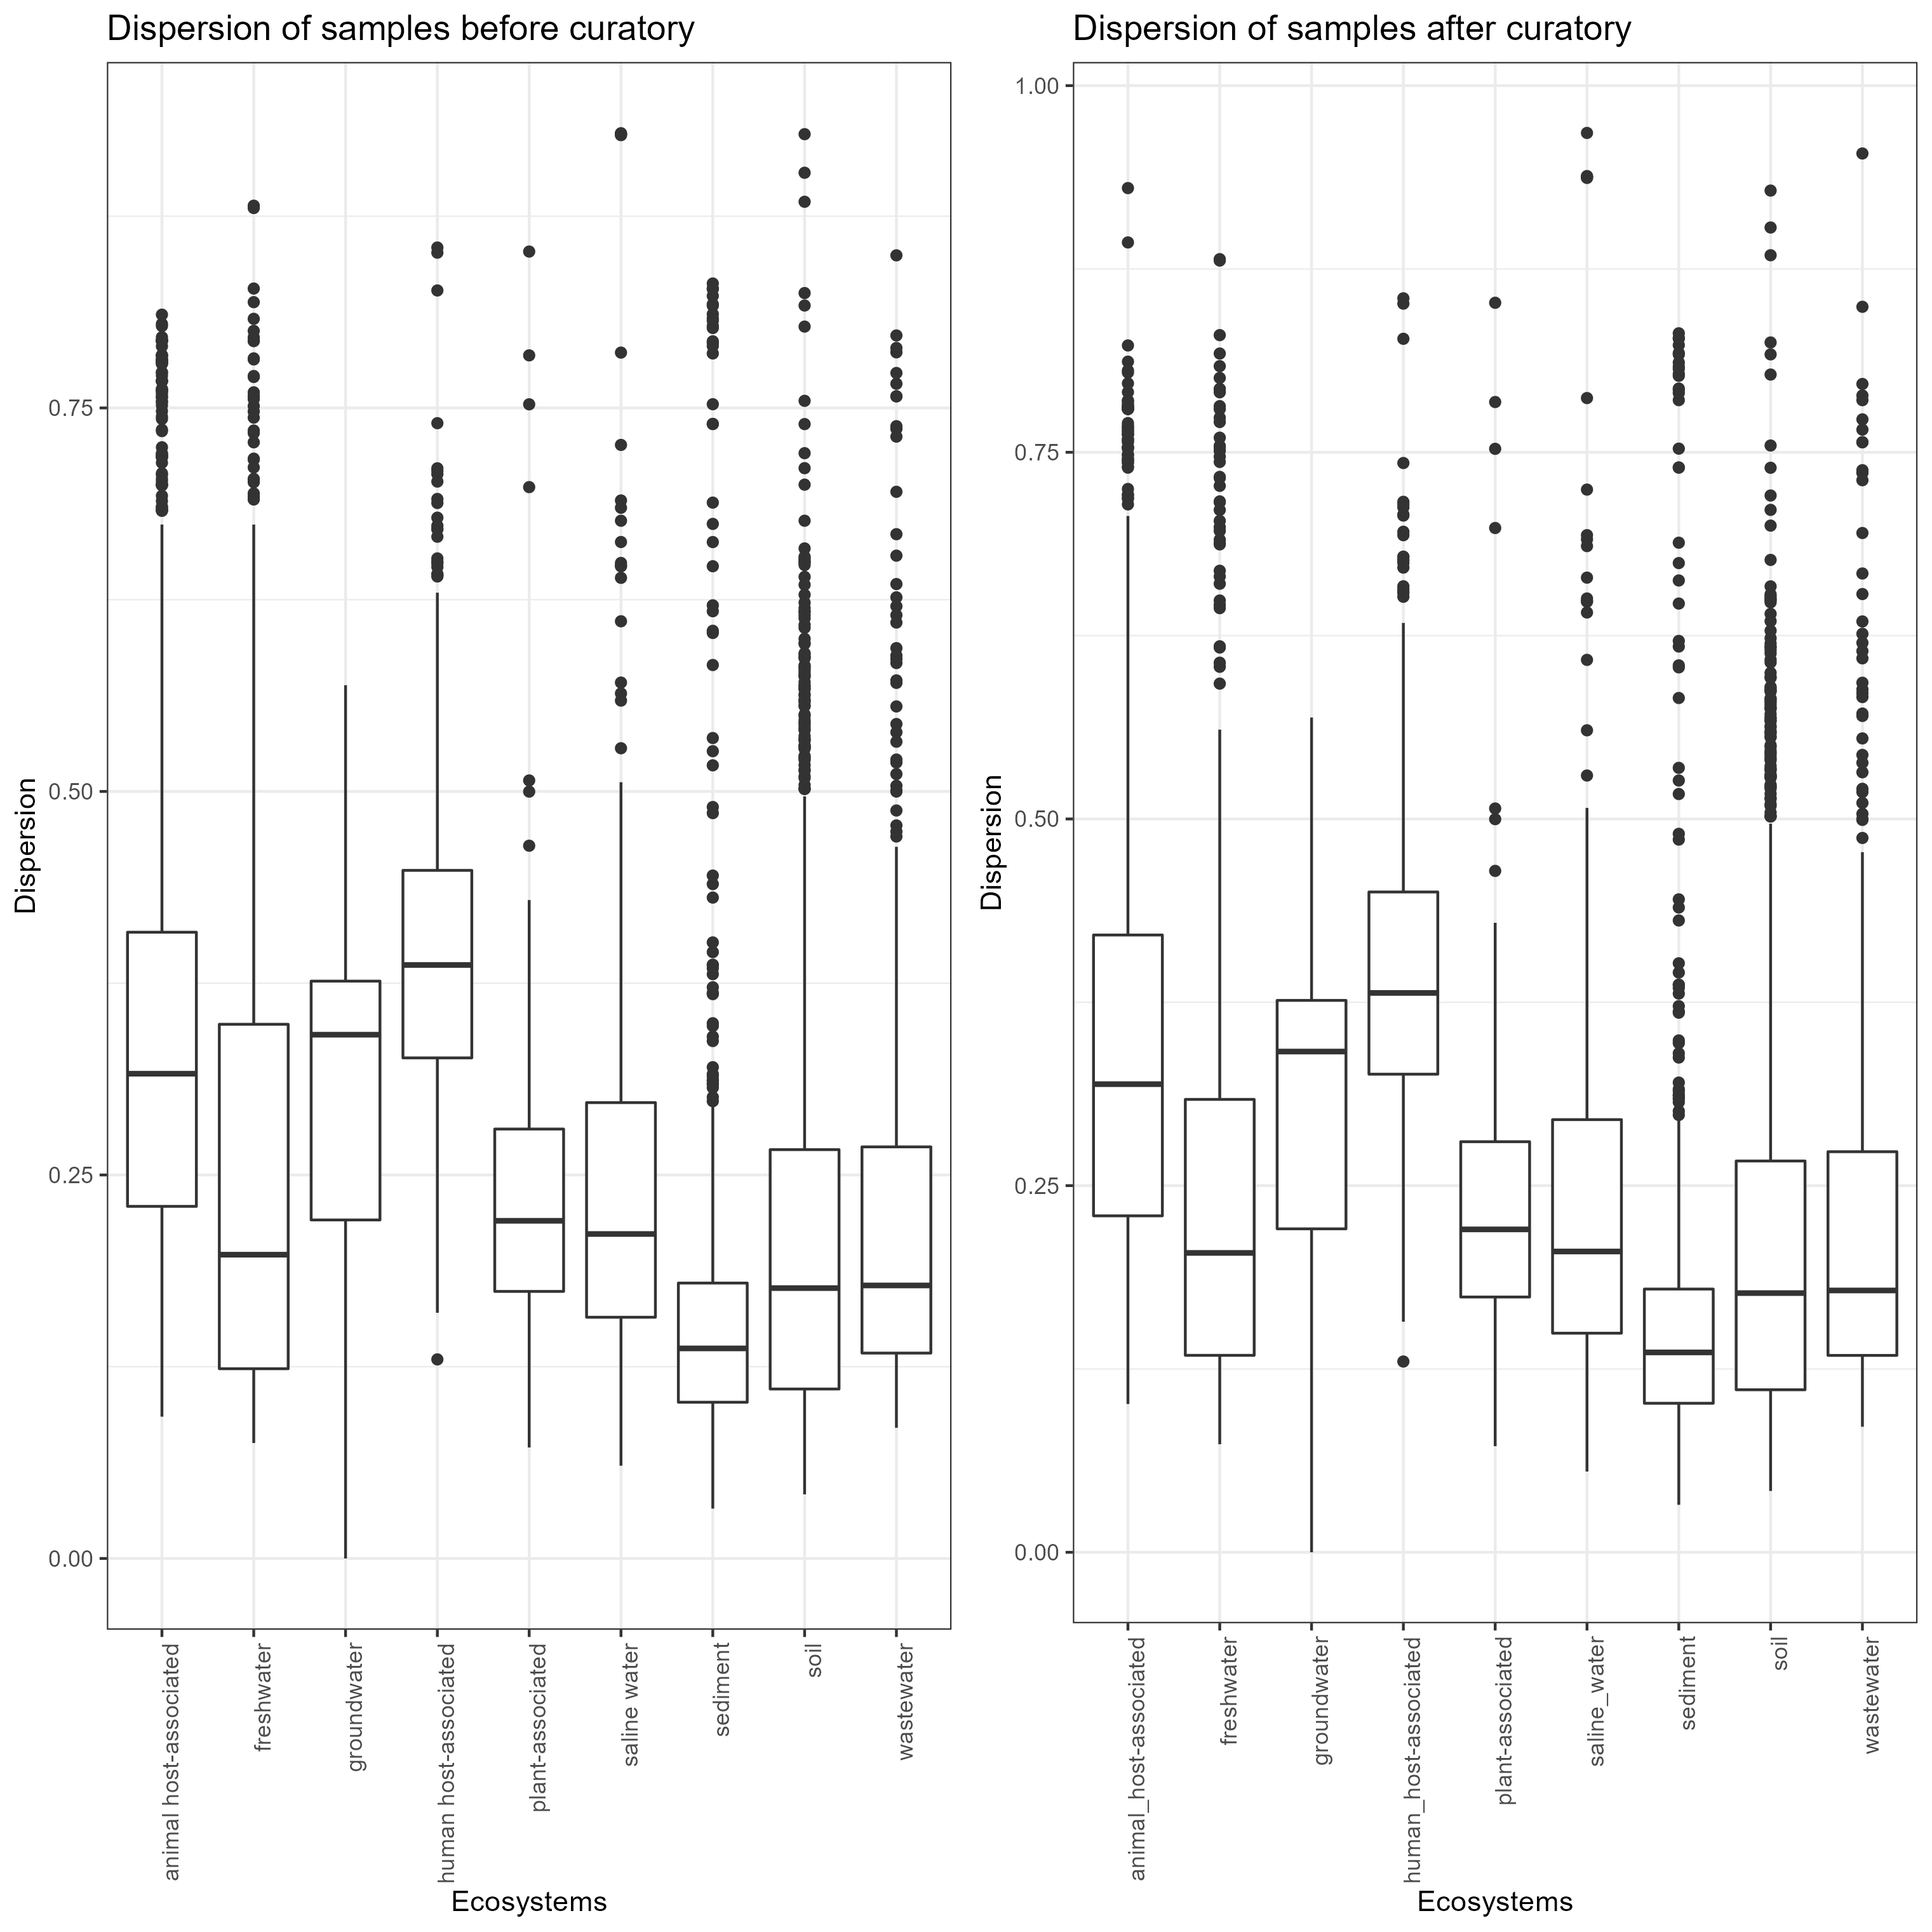 Dispersion of samples before curatory
Dispersion
0.75
0.50
0.25
0.00
animal host-associated
freshwater
groundwater
human host-associated
plant-associated
saline water
sediment
soil
wastewater
Ecosystems
Dispersion of samples after curatory
Dispersion
1.00
0.75
0.50
0.25
0.00
animal_host-associated
freshwater
groundwater
human_host-associated
plant-associated
saline_water
sediment
soil
wastewater
Ecosystems